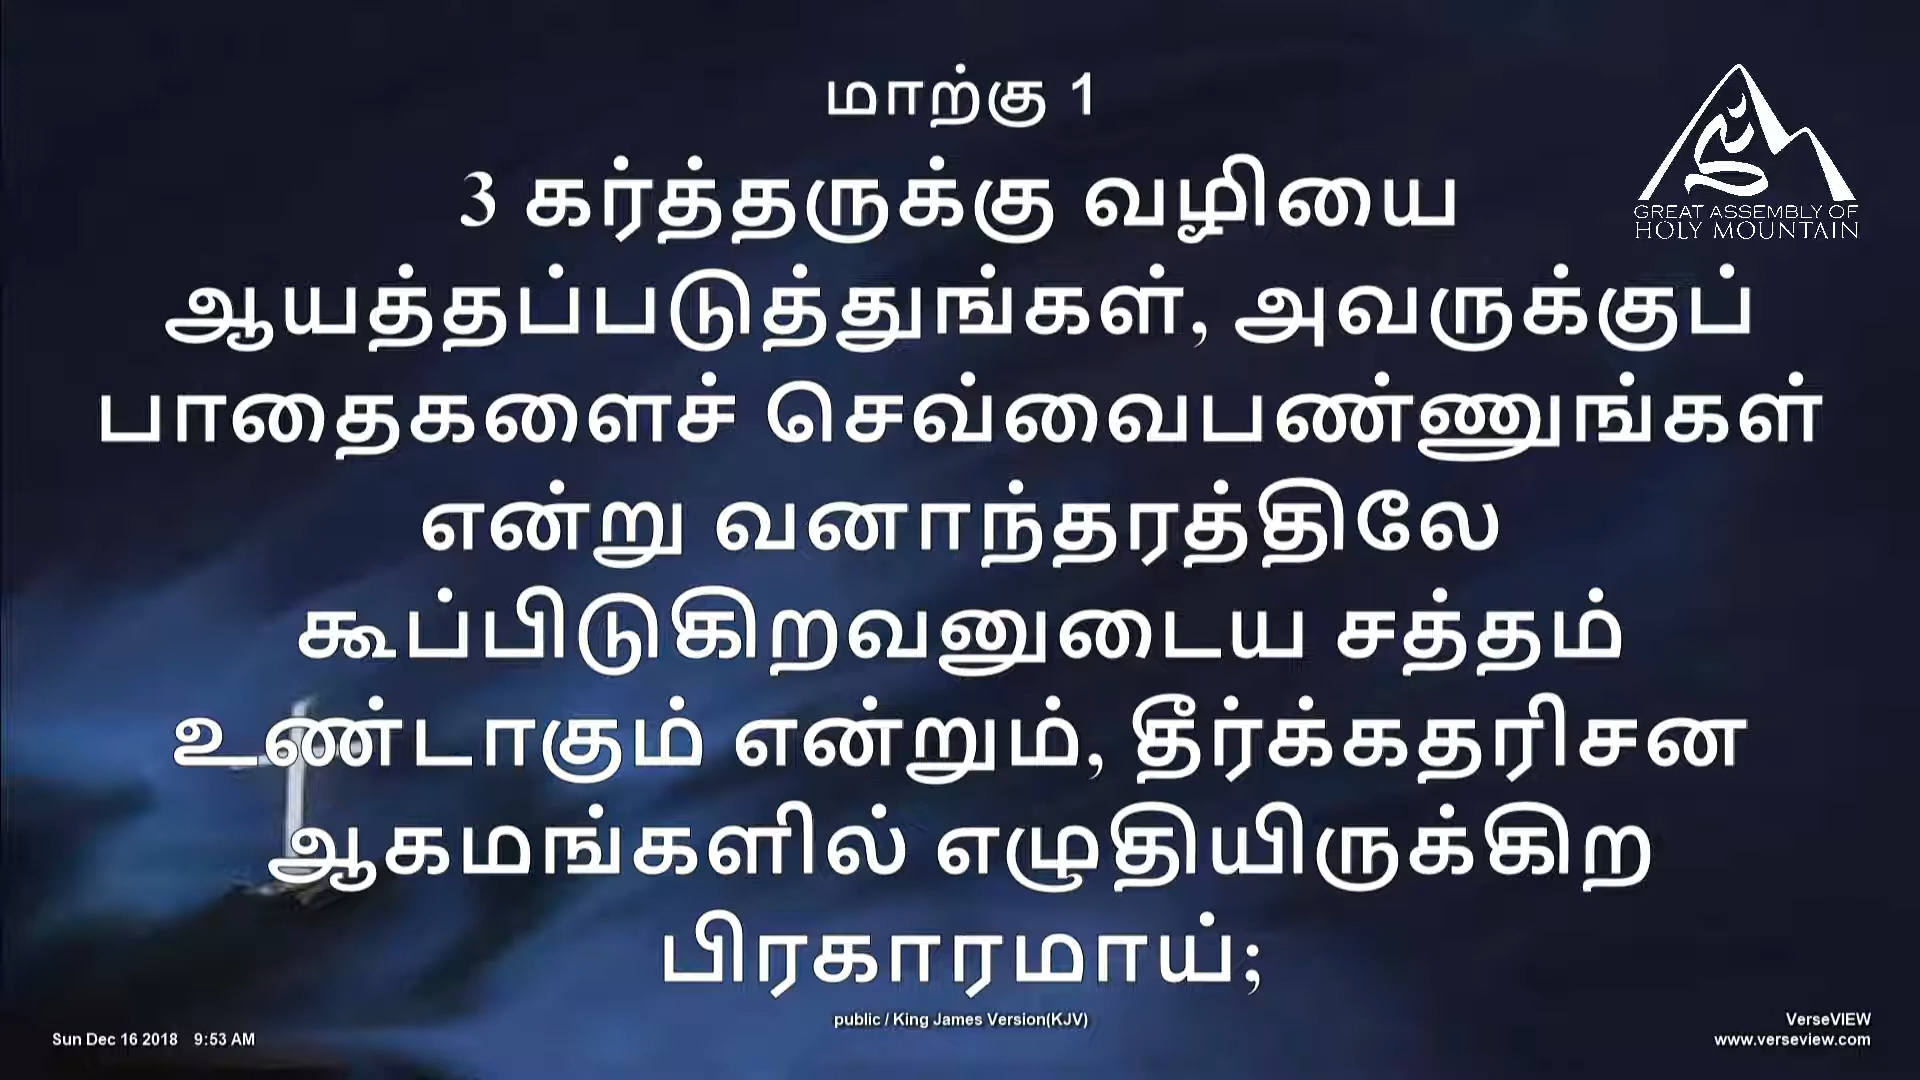 மாற்கு 1
3 கர்த்தருக்கு வழியை
ஆயத்தப்படுத்துங்கள், அவருக்குப்
பாதைகளைச் செவ்வைபண்ணுங்கள்
என்று வனாந்தரத்திலே
கூப்பிடுகிறவனுடைய சத்தம்
உண்டாகும் என்றும், தீர்க்கதரிசன
ஆகமங்களில் எழுதியிருக்கிற
பிரகாரமாய்;
GREAT ASSEMBLY OF
HOLY MOUNTAIN
public / King James Version(KJV)
Sun Dec 16 2018 9:53 AM
VerseVIEW
www.verseview.com